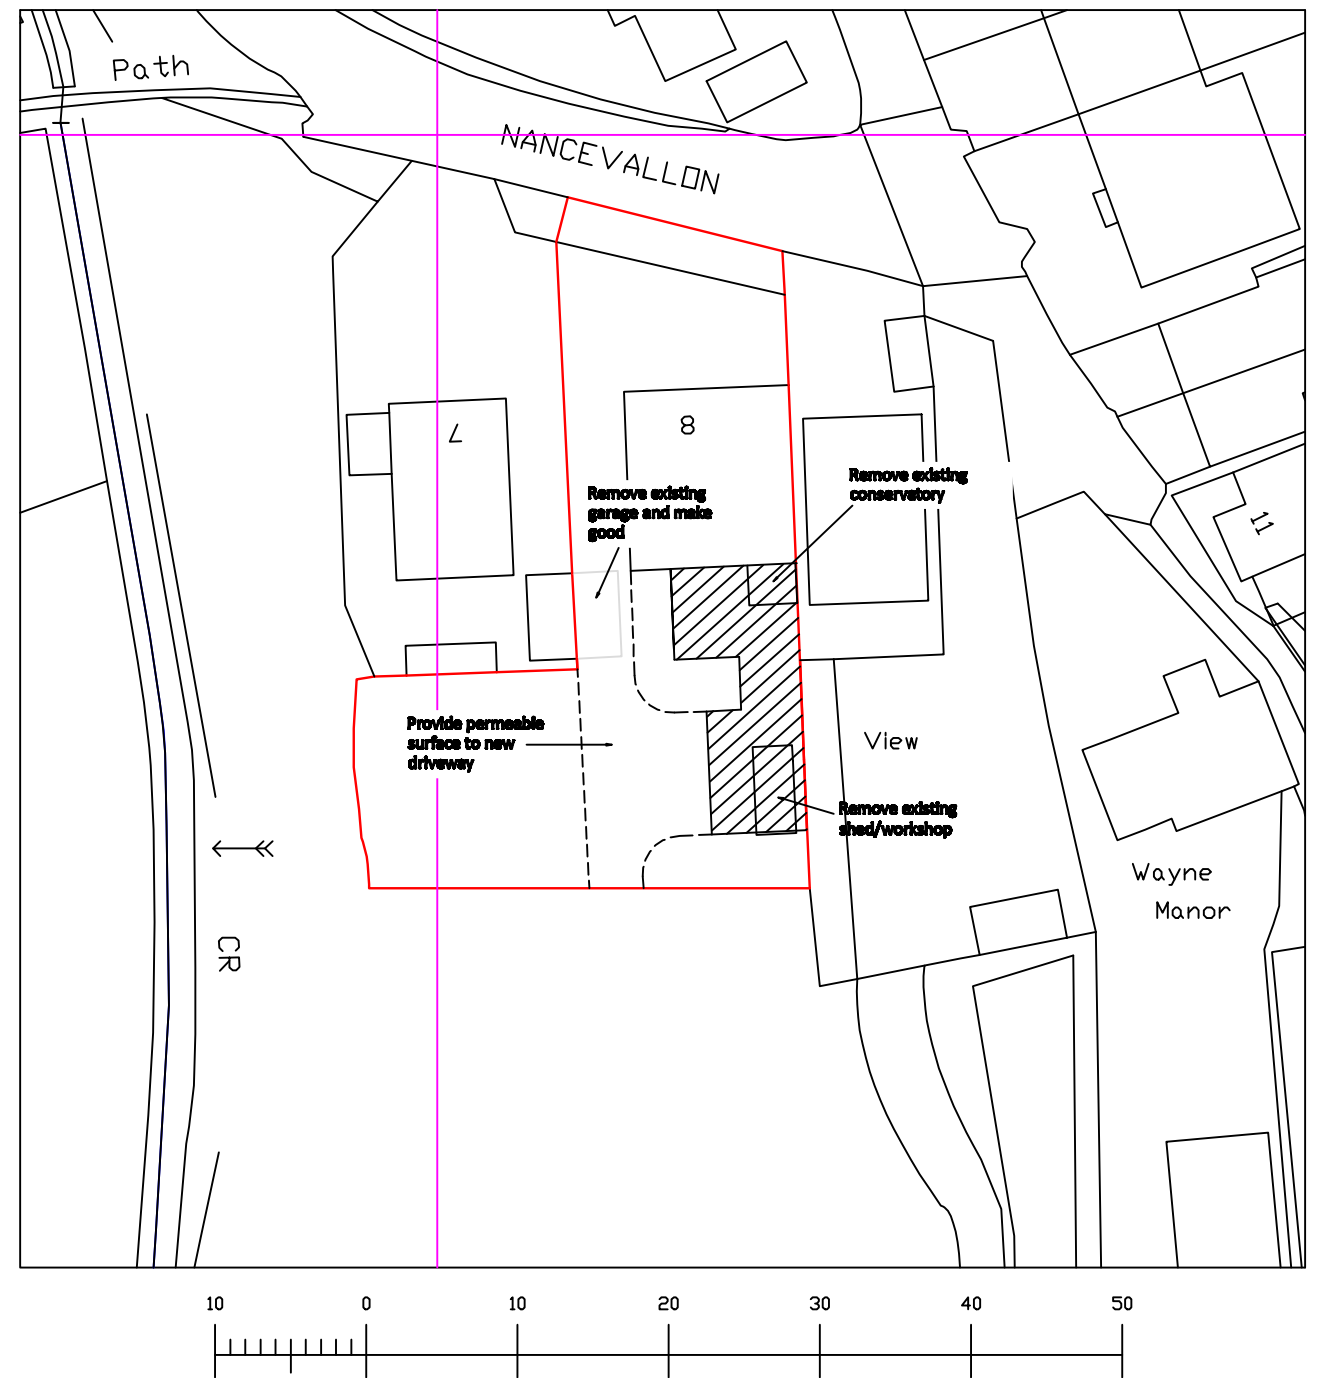 Path
NANCEVALLON
7
8
Remove existing
conservatory
Remove existing
garage and make
good
11
Provide permeable
surface to new
driveway
View
Remove existing
shed/workshop
Wayne
Manor
CR
10 0 10 20 30 40 50